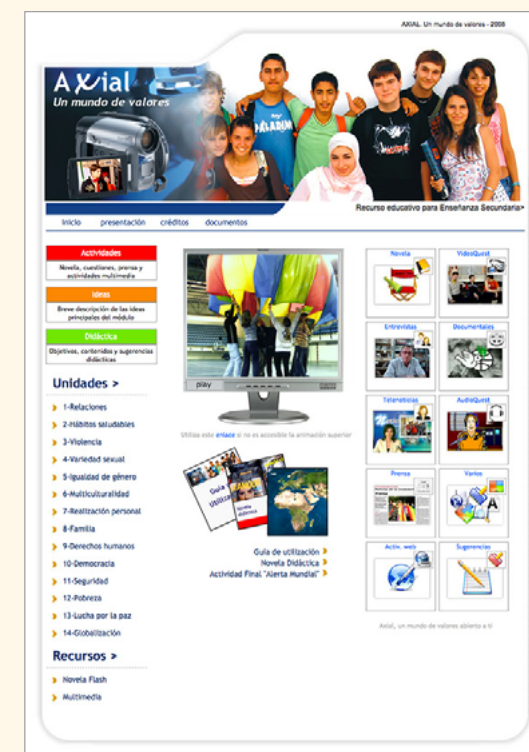 AXIAL. Un mundo de valores - 2008
AXial
Un mundo de valores
Recurso educativo para Enseñanza Secundaria>
Inicio presentación créditos documentos
Actividades
Novela, cuestiones, prensa y
actividades multimedia
Ideas
Breve descripción de las ideas
principales del módulo
Didáctica
Objetivos, contenidos y sugerencias
didácticas
Unidades >
1-Relaciones
2-Hábitos saludables
3-Violencia
4-Variedad sexual
5-Igualdad de género
6-Multiculturalidad
7-Realización personal
8-Familia
9-Derechos humanos
10-Democracia
11-Seguridad
12-Pobreza
13-Lucha por la paz
14-Globalización
Recursos >
Novela Flash
Multimedia
play
Utiliza este enlace si no es accesible la animación superior
Guía de utilización
Novela Didáctica
Actividad Final "Alerta Mundial"
Novela VideoQuest
Entrevistas Documentales
Telenoticias AudioQuest
Prensa Varios
Activ. web Sugerencias
Axial, un mundo de valores abierto a ti